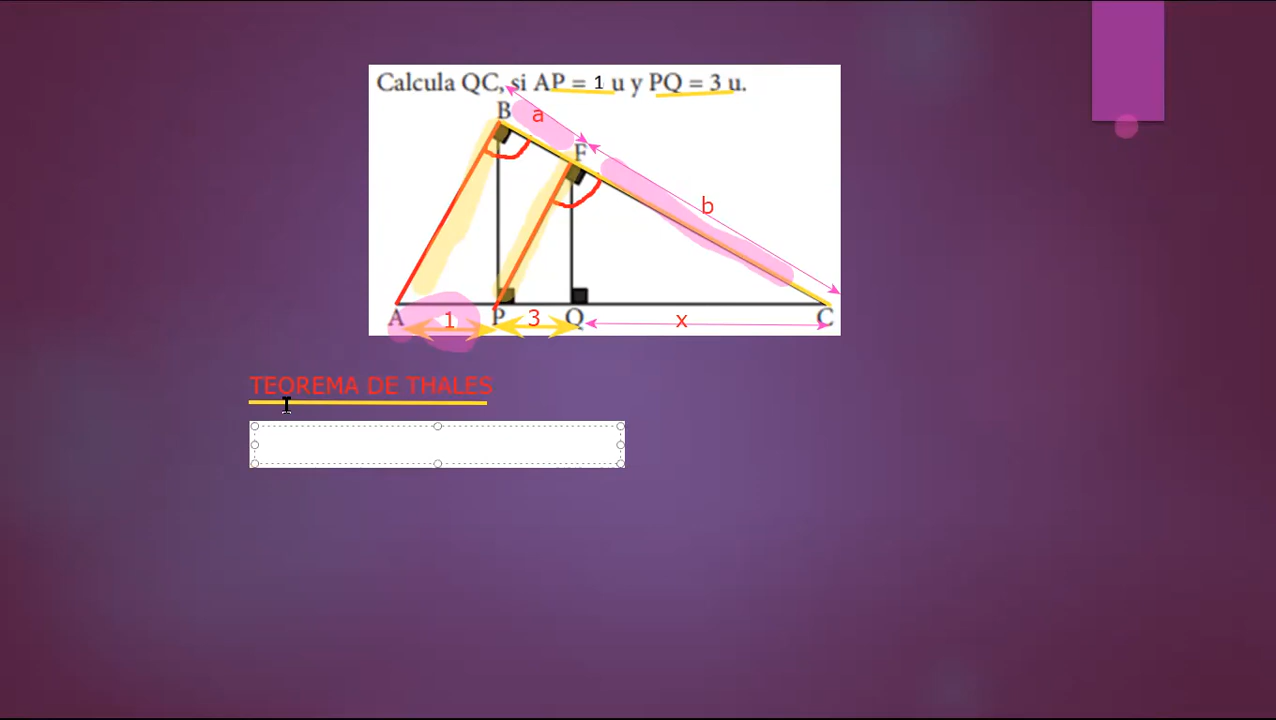 Calcula QC, si AP = 1 u y PQ = 3 u.
B
a
F
b
A
1
P
3
Q
x
C
TEOREMA DE THALES